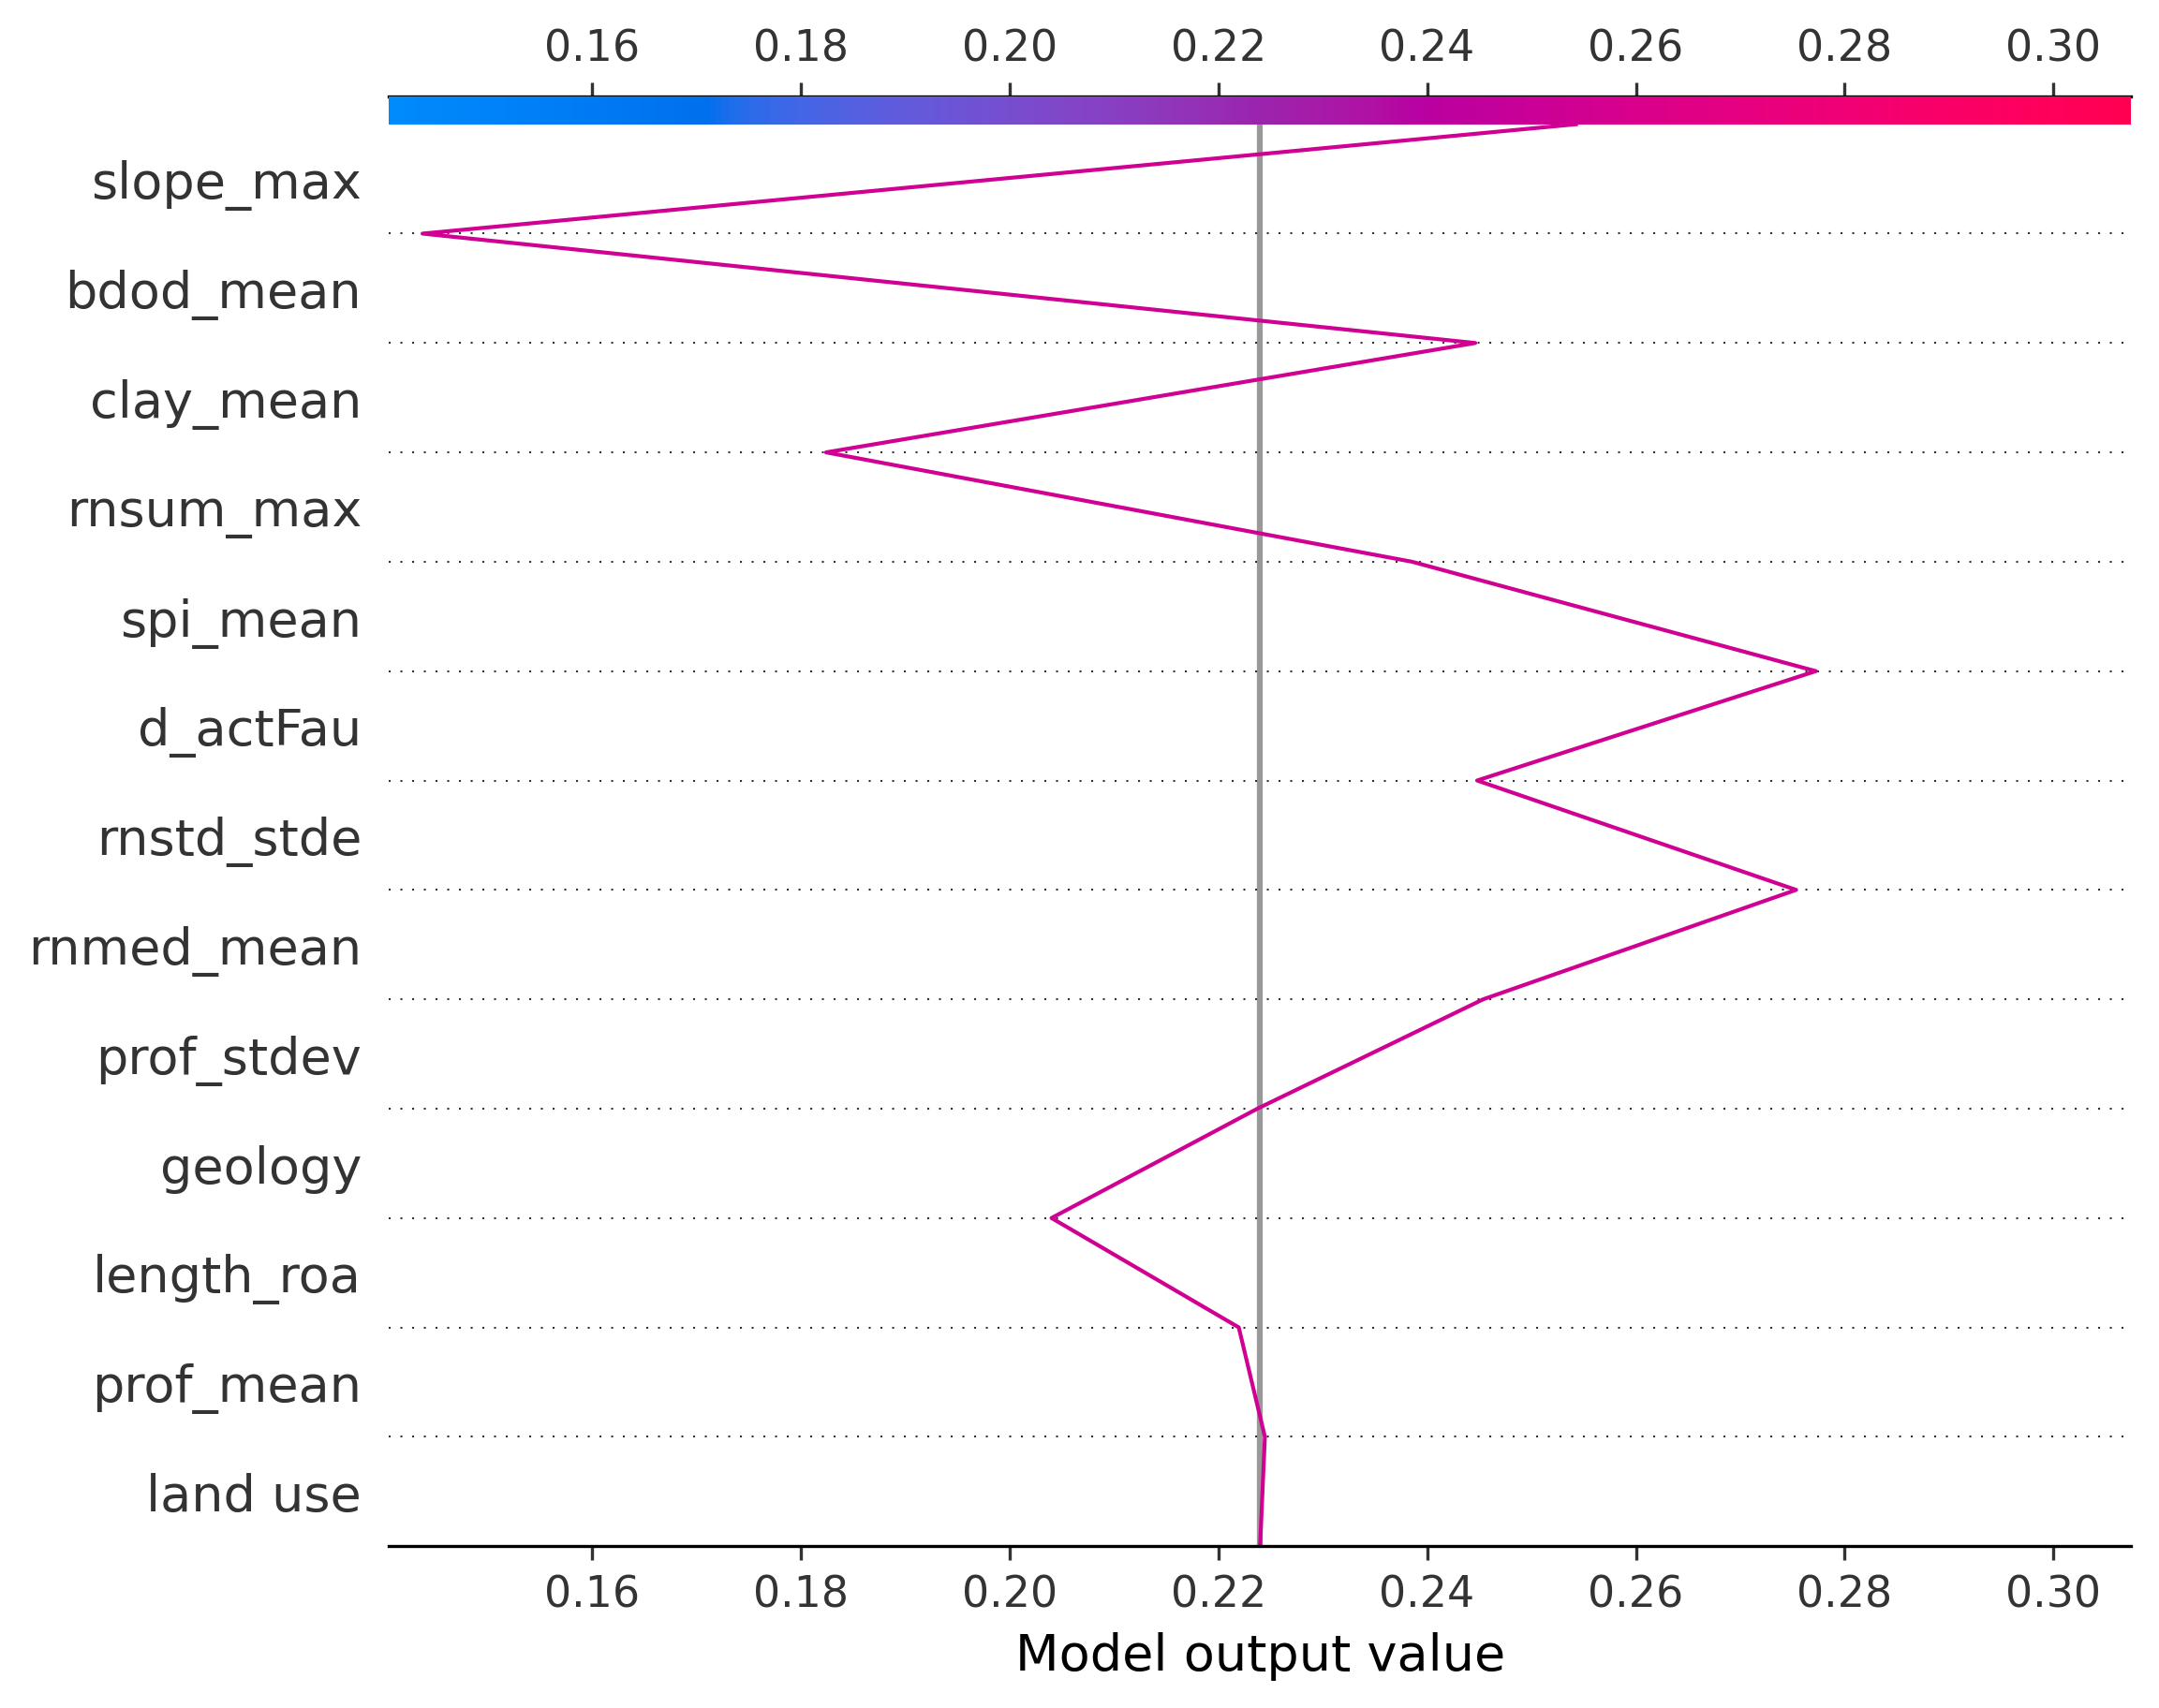 0.16 0.18 0.20 0.22 0.24 0.26 0.28 0.30
slope_max
bdod_mean
clay_mean
rnsum_max
spi_mean
d_actFau
rnstd_stde
rnmed_mean
prof_stdev
geology
length_roa
prof_mean
land use
0.16 0.18 0.20 0.22 0.24 0.26 0.28 0.30
Model output value